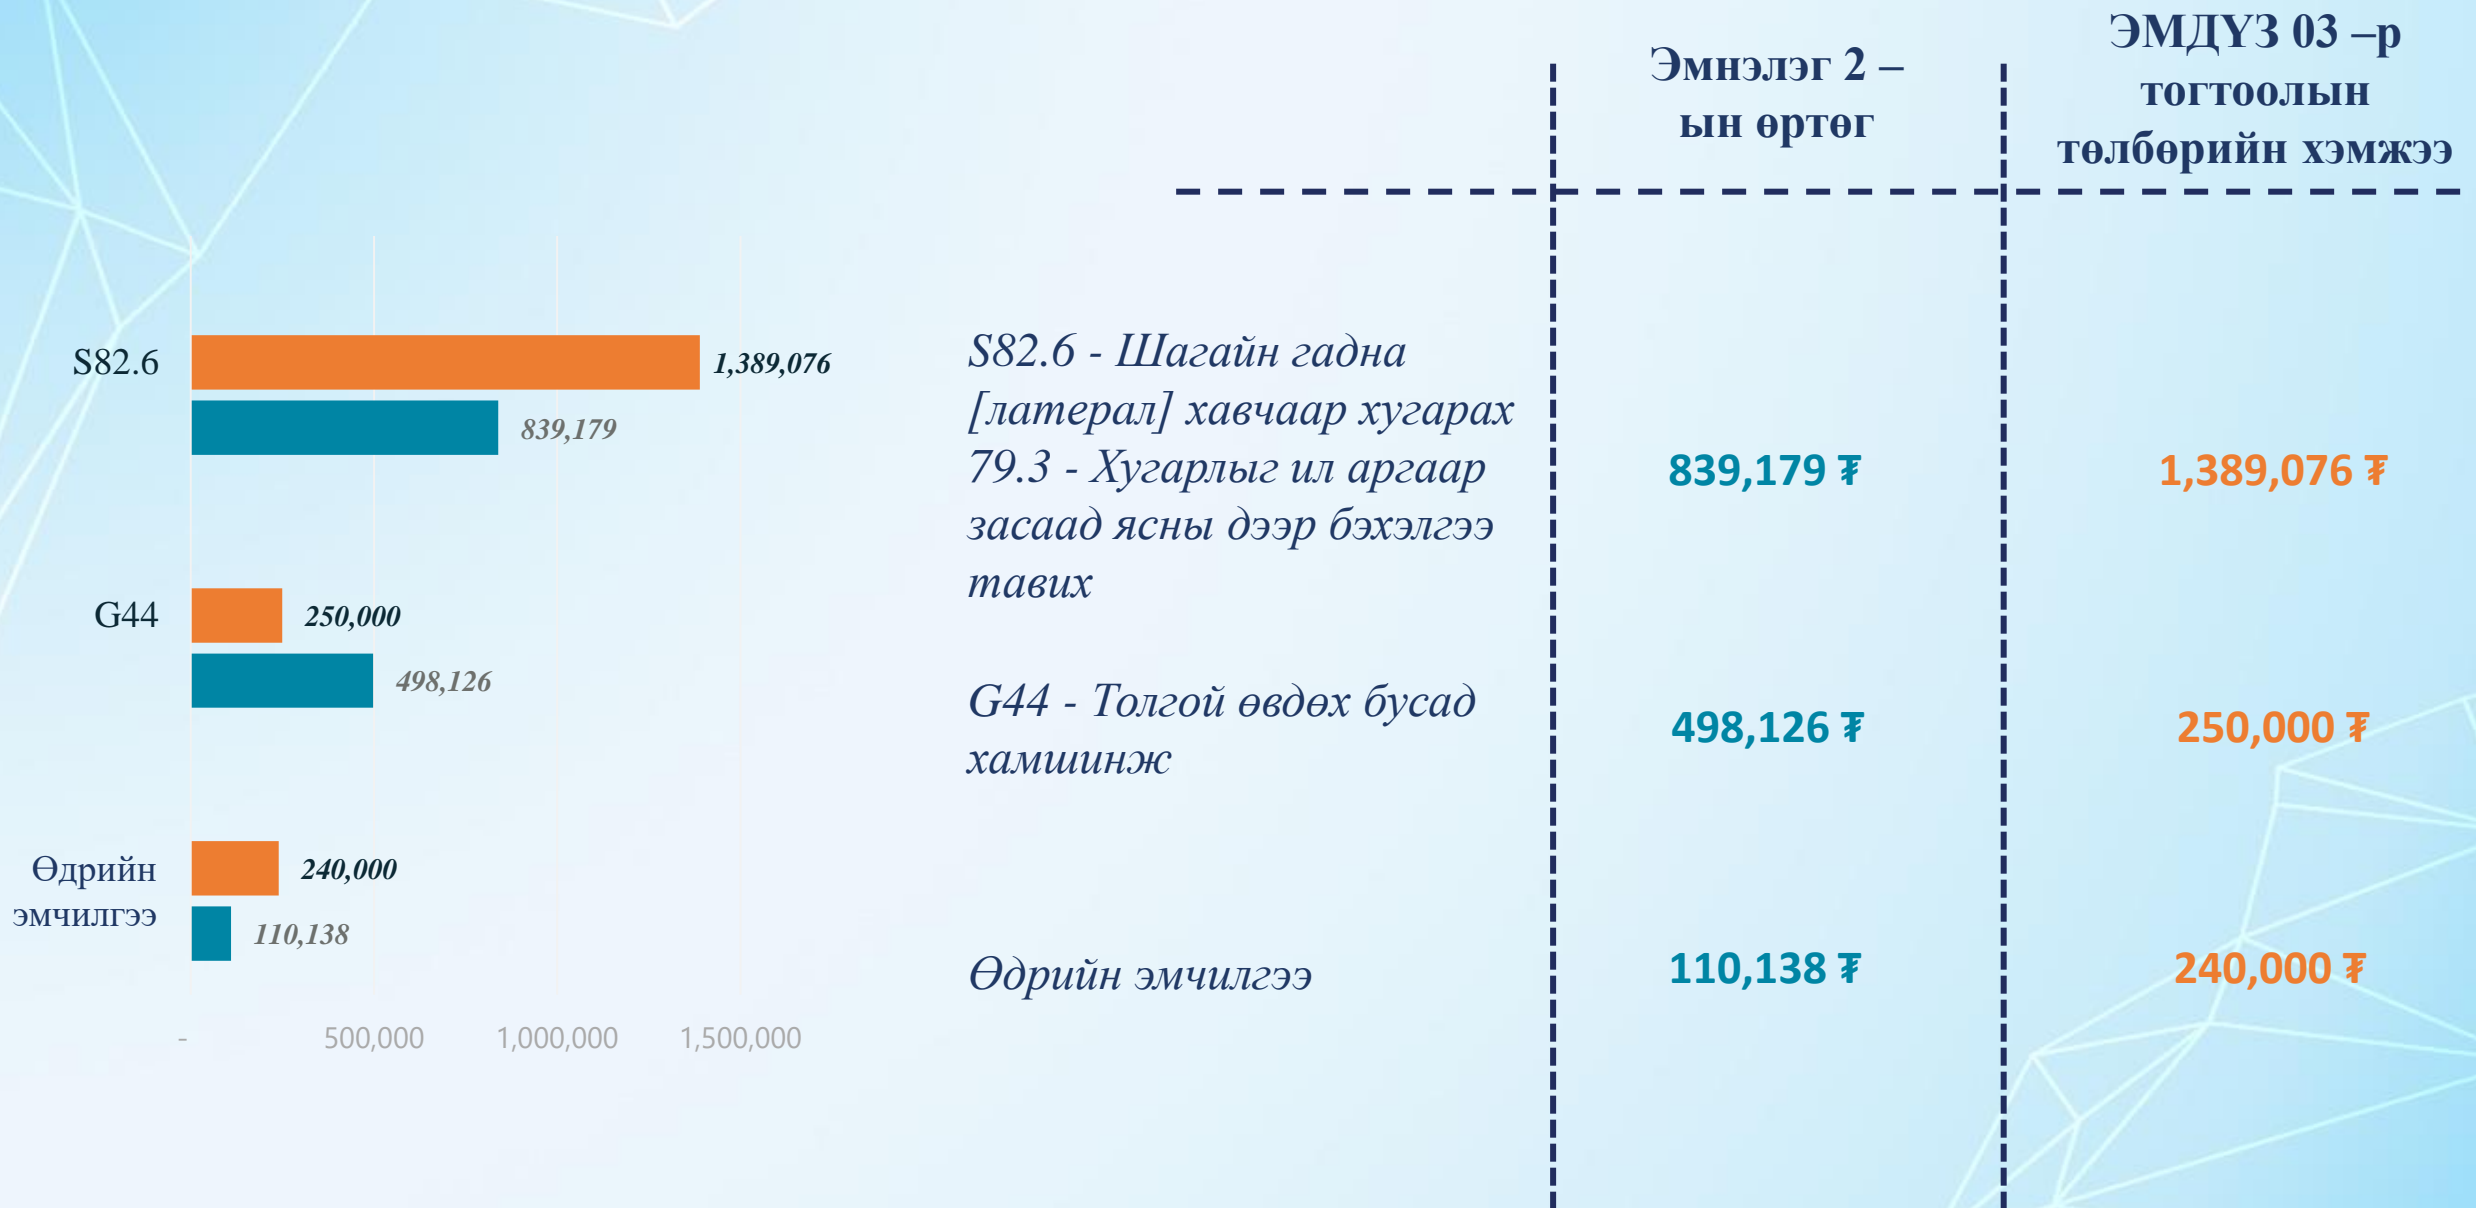 Эмнэлэг 2 –
ын өртөг
ЭМДҮЗ 03 –р
тогтоолын
төлбөрийн хэмжээ
S82.6
1,389,076
839,179
G44
250,000
498,126
Өдрийн
эмчилгээ
240,000
110,138
-
500,000
1,000,000
1,500,000
S82.6 - Шагайн гадна
[латерал] хавчаар хугарах
79.3 - Хугарлыг ил аргаар
засаад ясны дээр бэхэлгээ
тавих
839,179 ₮
1,389,076 ₮
G44 - Толгой өвдөх бусад
хамшинж
498,126 ₮
250,000 ₮
Өдрийн эмчилгээ
110,138 ₮
240,000 ₮